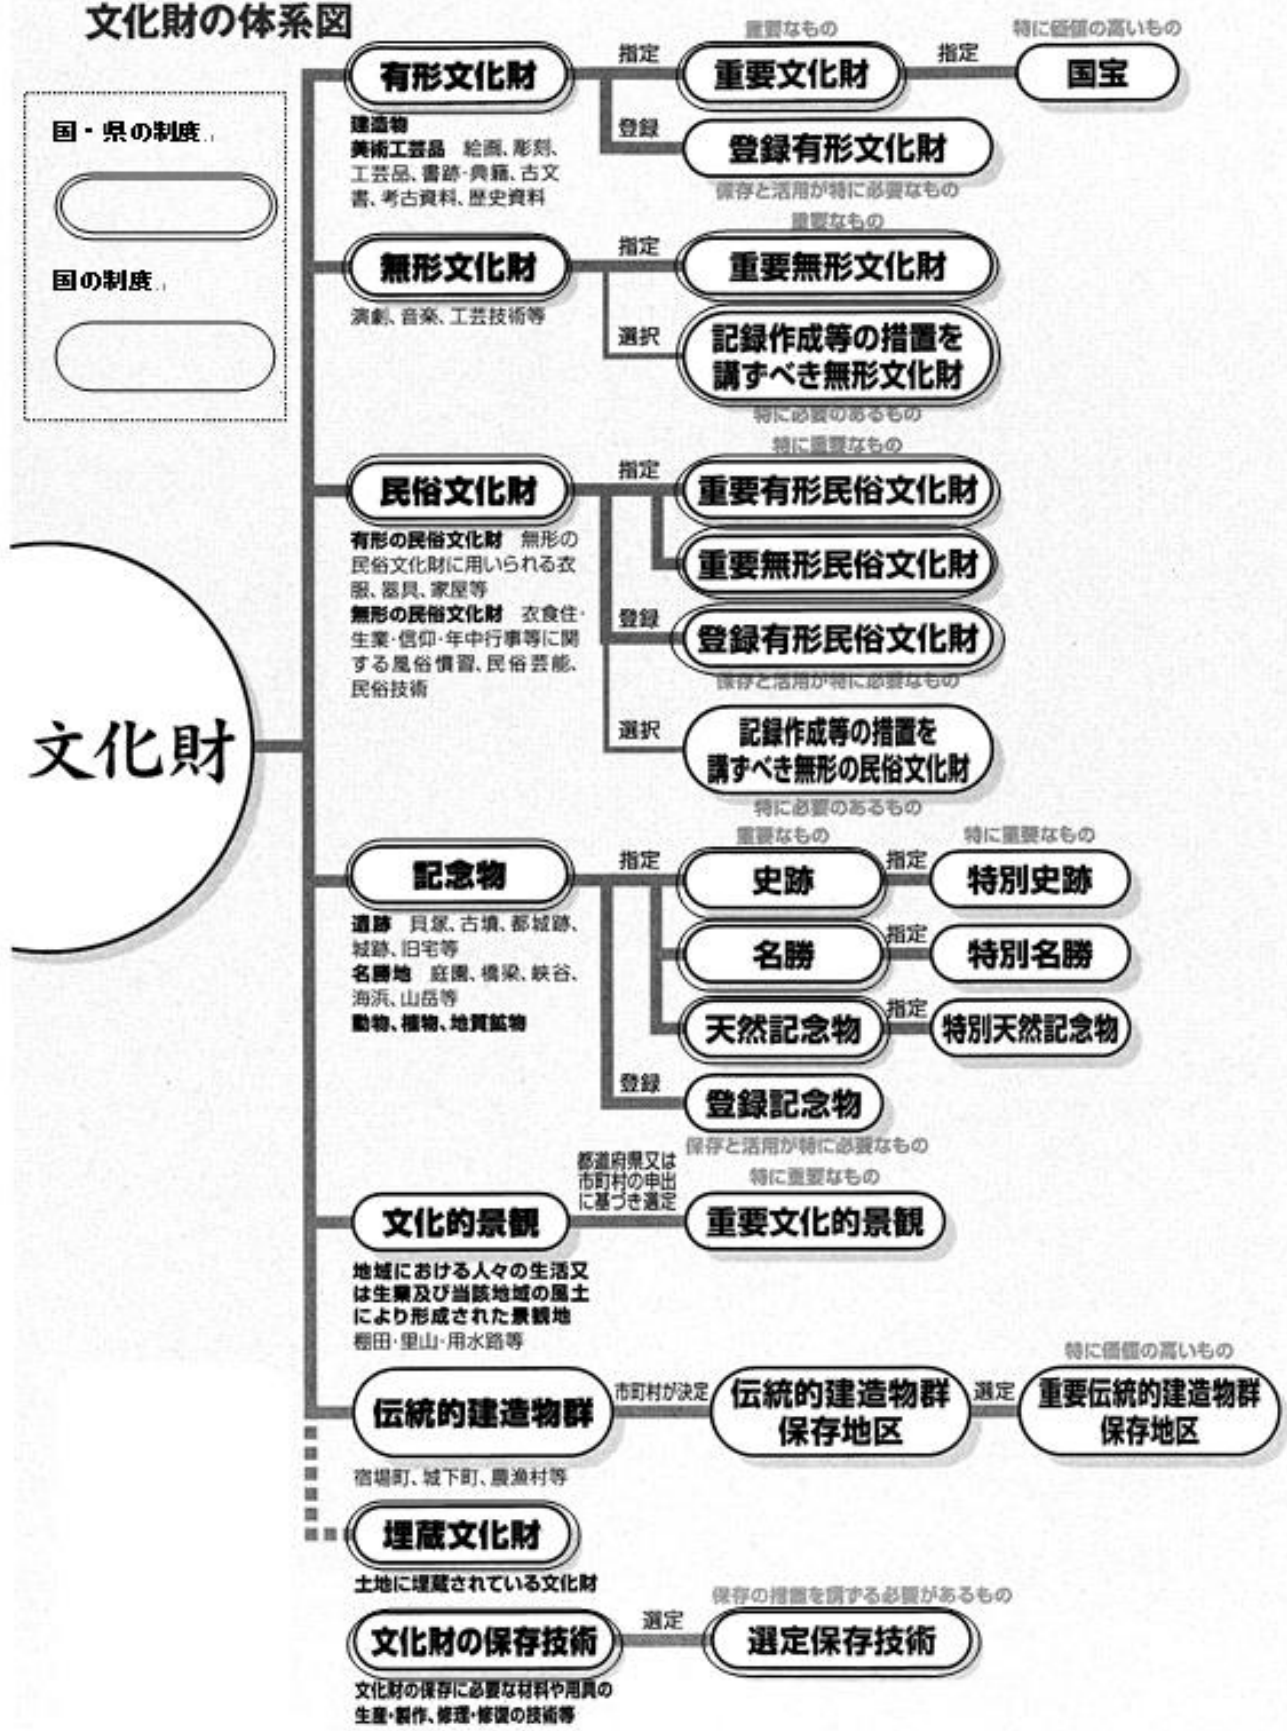 文化財の体系図
国・県の制度
国の制度
文化財
有形文化財
建造物
美術工芸品 絵画、彫刻、
工芸品、書跡・典籍、古文
書、考古資料、歴史資料
指定
重要なもの
重要文化財
指定
特に価値の高いもの
国宝
登録
登録有形文化財
保存と活用が特に必要なもの
無形文化財
演劇、音楽、工芸技術等
指定
重要なもの
重要無形文化財
選択
記録作成等の措置を
講ずべき無形文化財
特に必要のあるもの
民俗文化財
有形の民俗文化財 無形の
民俗文化財に用いられる衣
服、器具、家屋等
無形の民俗文化財 衣食住・
生業・信仰・年中行事等に関
する風俗慣習、民俗芸能、
民俗技術
指定
特に重要なもの
重要有形民俗文化財
重要無形民俗文化財
登録
登録有形民俗文化財
保存と活用が特に必要なもの
選択
記録作成等の措置を
講ずべき無形の民俗文化財
特に必要のあるもの
記念物
遺跡 貝塚、古墳、都城跡、
城跡、旧宅等
名勝地 庭園、橋梁、峡谷、
海浜、山岳等
動物、植物、地質鉱物
指定
重要なもの
史跡
指定
特に重要なもの
特別史跡
名勝
指定
特別名勝
天然記念物
指定
特別天然記念物
登録
登録記念物
保存と活用が特に必要なもの
文化的景観
地域における人々の生活又
は生業及び当該地域の風土
により形成された景観地
棚田・里山・用水路等
都道府県又は
市町村の申出
に基づき選定
特に重要なもの
重要文化的景観
伝統的建造物群
宿場町、城下町、農漁村等
市町村が決定
伝統的建造物群
保存地区
選定
特に価値の高いもの
重要伝統的建造物群
保存地区
埋蔵文化財
土地に埋蔵されている文化財
文化財の保存技術
文化財の保存に必要な材料や用具の
生産・製作、修理・修復の技術等
選定
保存の措置を講ずる必要があるもの
選定保存技術